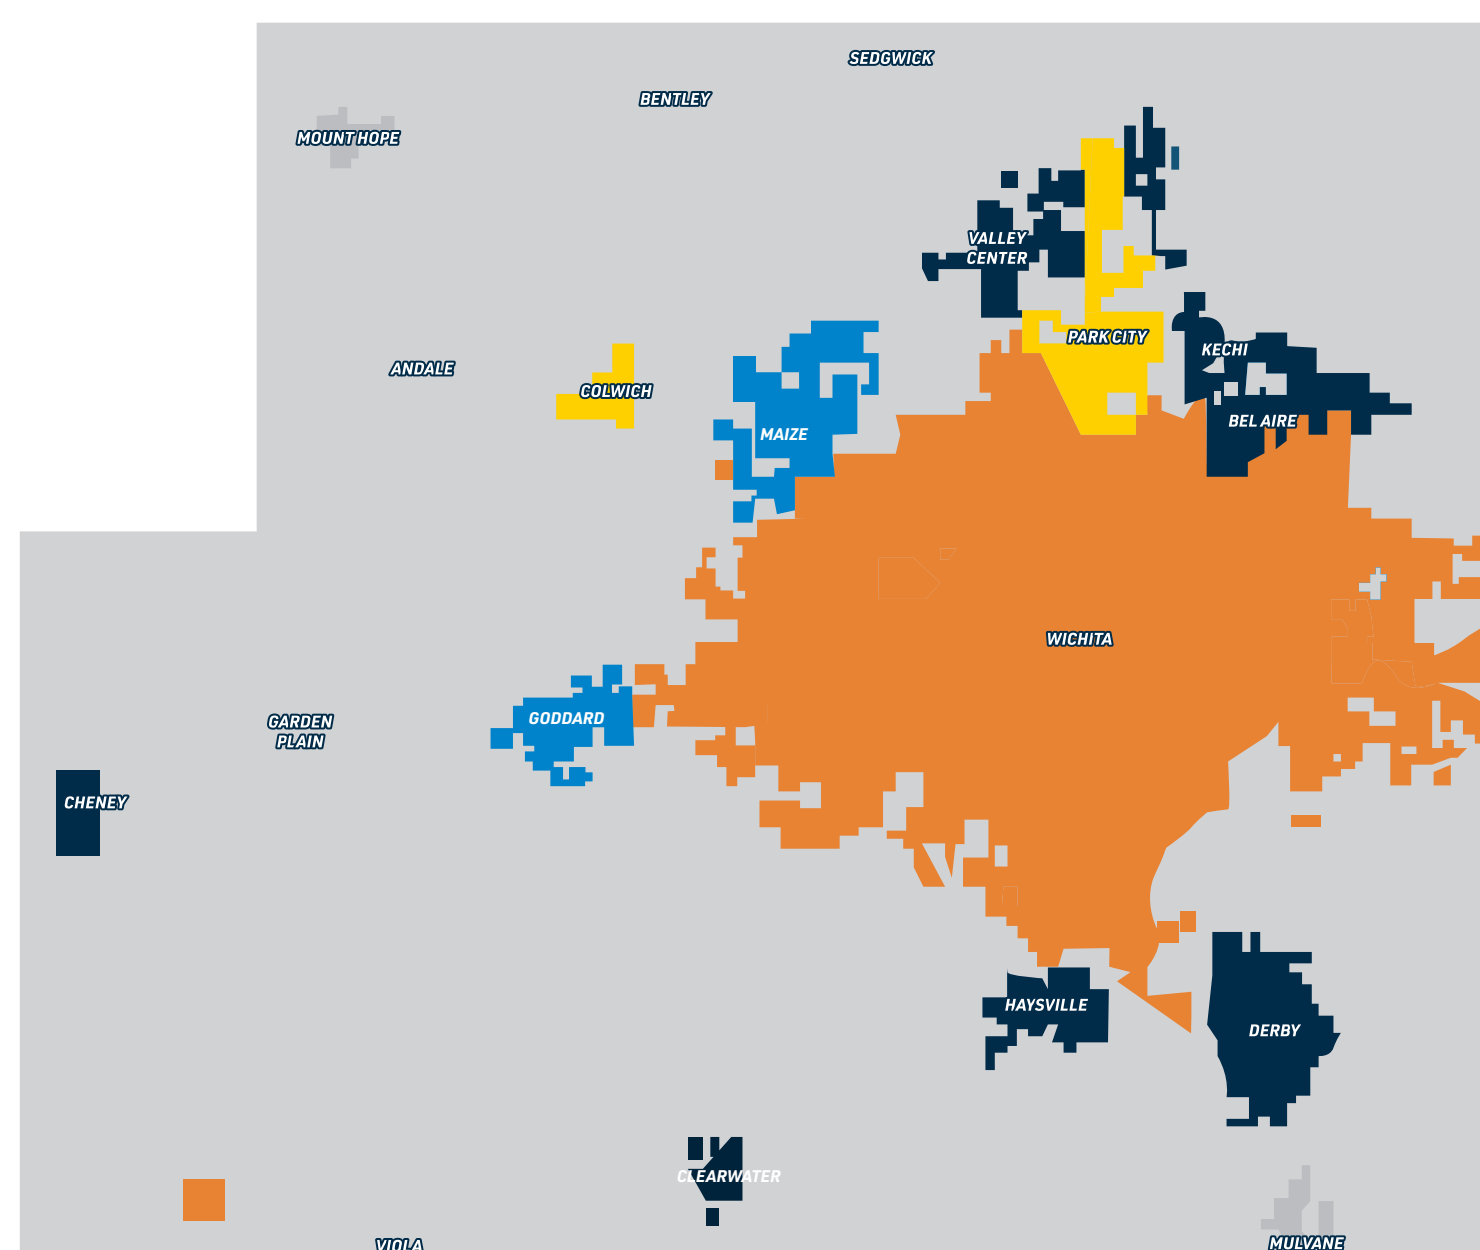 SEDGWICK
BENTLEY
MOUNT HOPE
VALLEY
CENTER
PARK CITY
KECHI
ANDALE
COLWICH
BEL AIRE
MAIZE
WICHITA
GODDARD
GARDEN
PLAIN
CHENEY
HAYSVILLE
DERBY
CLEARWATER
MULVANE
VIOLA